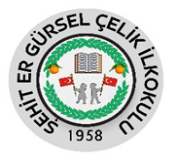 ŞEHİT ER GÜRSEL ÇELİK İLKOKULU
1958